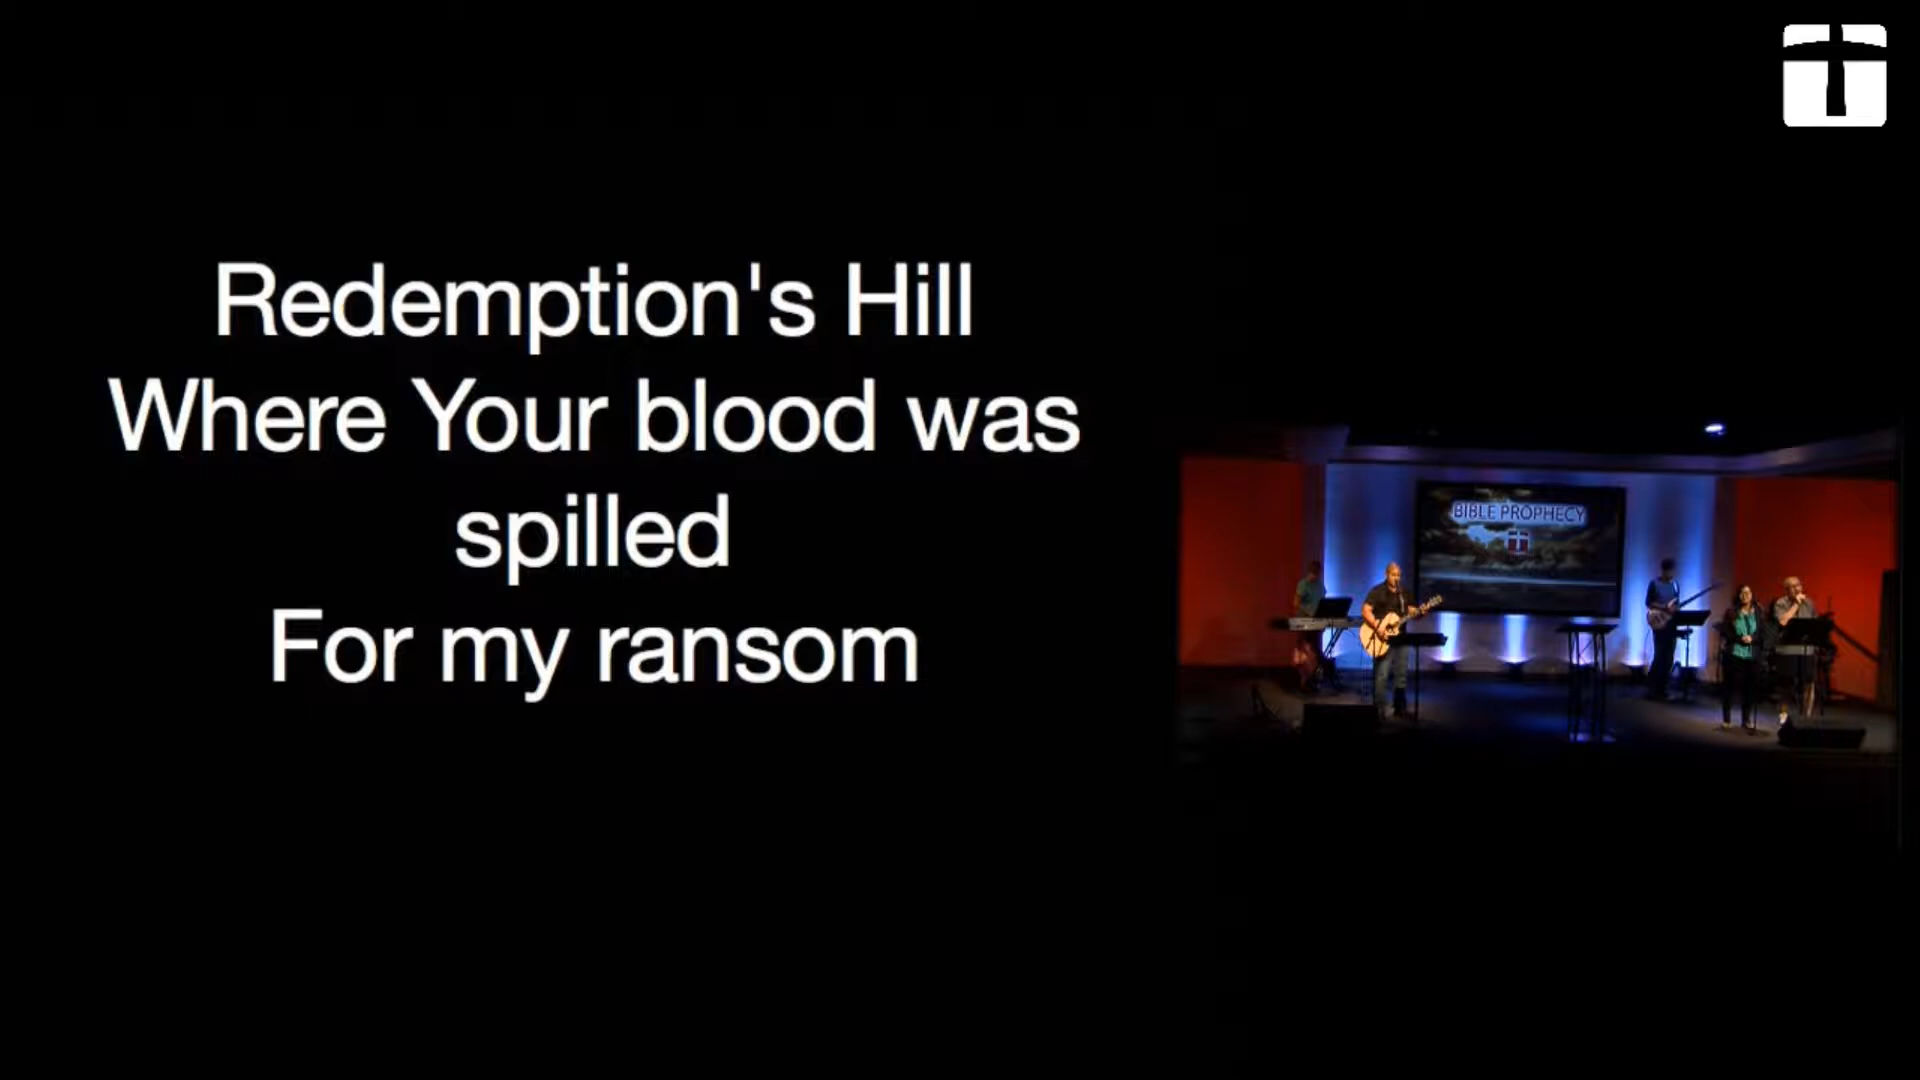 Redemption's Hill
Where Your blood was
spilled
For my ransom
BIBLE PROPHECY